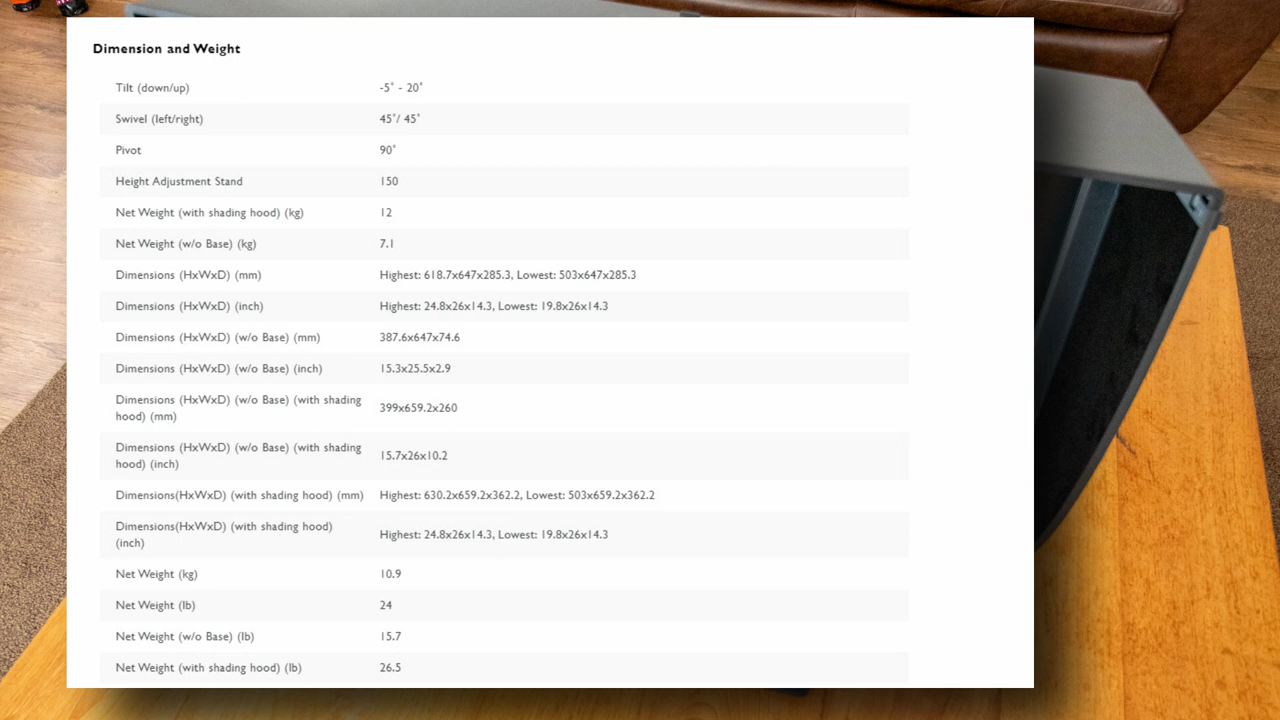 Dimension and Weight
Tilt (down/up) -5° - 20°
Swivel (left/right) 45°/ 45°
Pivot 90°
Height Adjustment Stand 150
Net Weight (with shading hood) (kg) 12
Net Weight (w/o Base) (kg) 7.1
Dimensions (HxWxD) (mm) Highest: 618.7x647x285.3, Lowest: 503x647x285.3
Dimensions (HxWxD) (inch) Highest: 24.8x26x14.3, Lowest: 19.8x26x14.3
Dimensions (HxWxD) (w/o Base) (mm) 387.6x647x74.6
Dimensions (HxWxD) (w/o Base) (inch) 15.3x25.5x2.9
Dimensions (HxWxD) (w/o Base) (with shading
hood) (mm) 399x659.2x260
Dimensions (HxWxD) (w/o Base) (with shading
hood) (inch) 15.7x26x10.2
Dimensions(HxWxD) (with shading hood) (mm) Highest: 630.2x659.2x362.2, Lowest: 503x659.2x362.2
Dimensions(HxWxD) (with shading hood)
(inch) Highest: 24.8x26x14.3, Lowest: 19.8x26x14.3
Net Weight (kg) 10.9
Net Weight (lb) 24
Net Weight (w/o Base) (lb) 15.7
Net Weight (with shading hood) (lb) 26.5